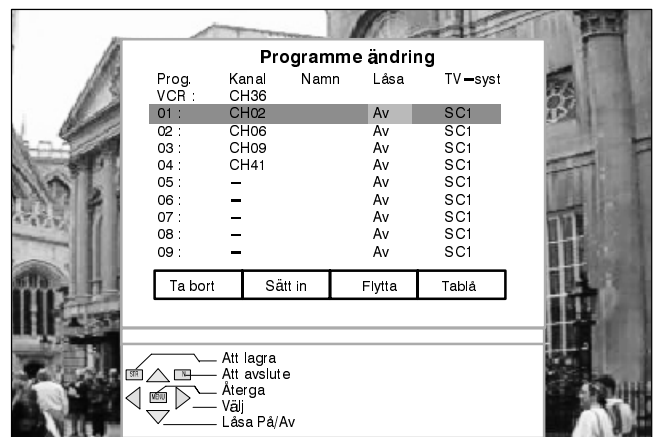 Programme ändring
Prog. Kanal Namn Låsa TV–syst
VCR : CH36
01 : CH02 Av SC1
02 : CH06 Av SC1
03 : CH09 Av SC1
04 : CH41 Av SC1
05 : – Av SC1
06 : – Av SC1
07 : – Av SC1
08 : – Av SC1
09 : – Av SC1
Ta bort Sätt in Flytta Tablå
Att lagra
STR N Att avslute
Återga
MENU Välj
Låsa På/Av